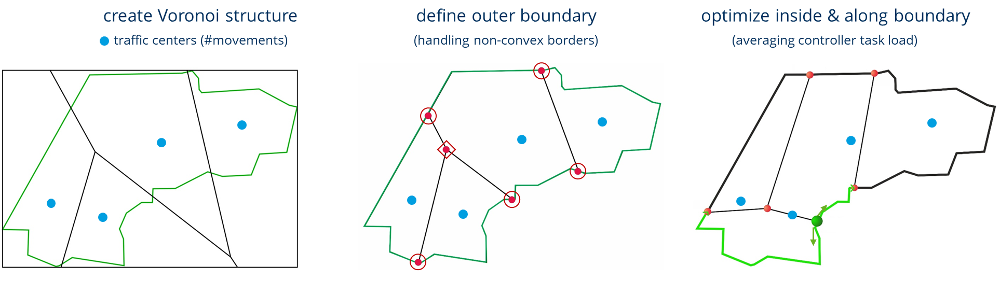 create Voronoi structure
traffic centers (#movements)
define outer boundary
(handling non-convex borders)
optimize inside & along boundary
(averaging controller task load)